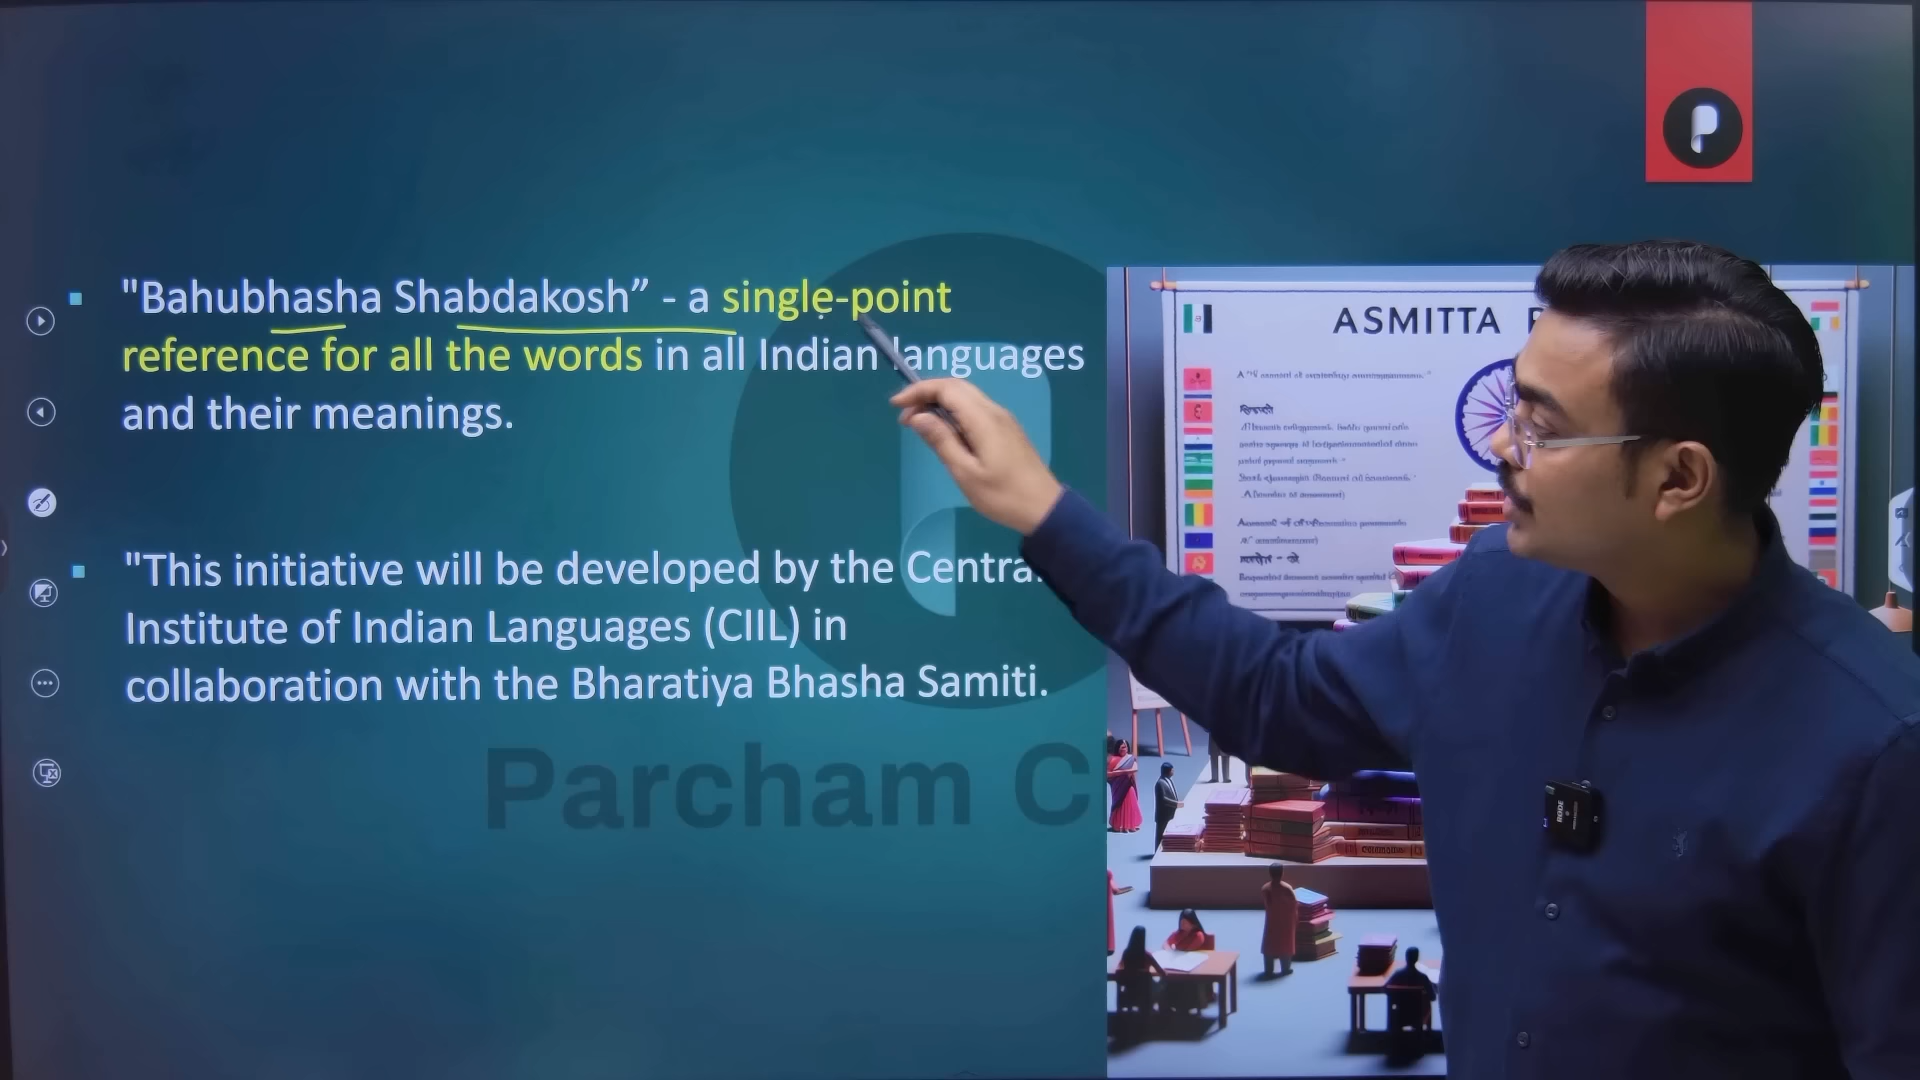 "Bahubhasha Shabdakosh” - a single-point
reference for all the words in all Indian languages
and their meanings.
"This initiative will be developed by the Central
Institute of Indian Languages (CIIL) in
collaboration with the Bharatiya Bhasha Samiti.
Parcham C
ASMITTA
RODE